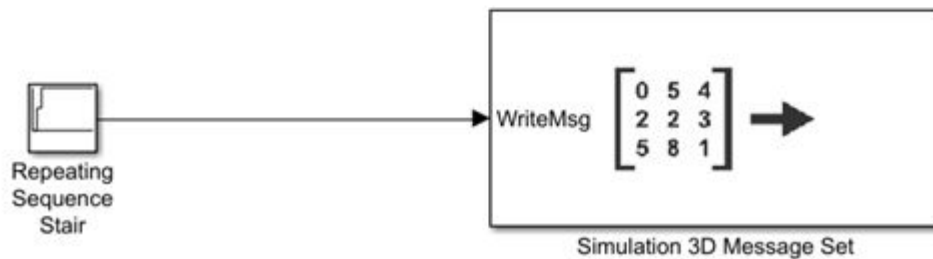 WriteMsg
0 5 4
2 2 3
5 8 1
Repeating
Sequence
Stair
Simulation 3D Message Set